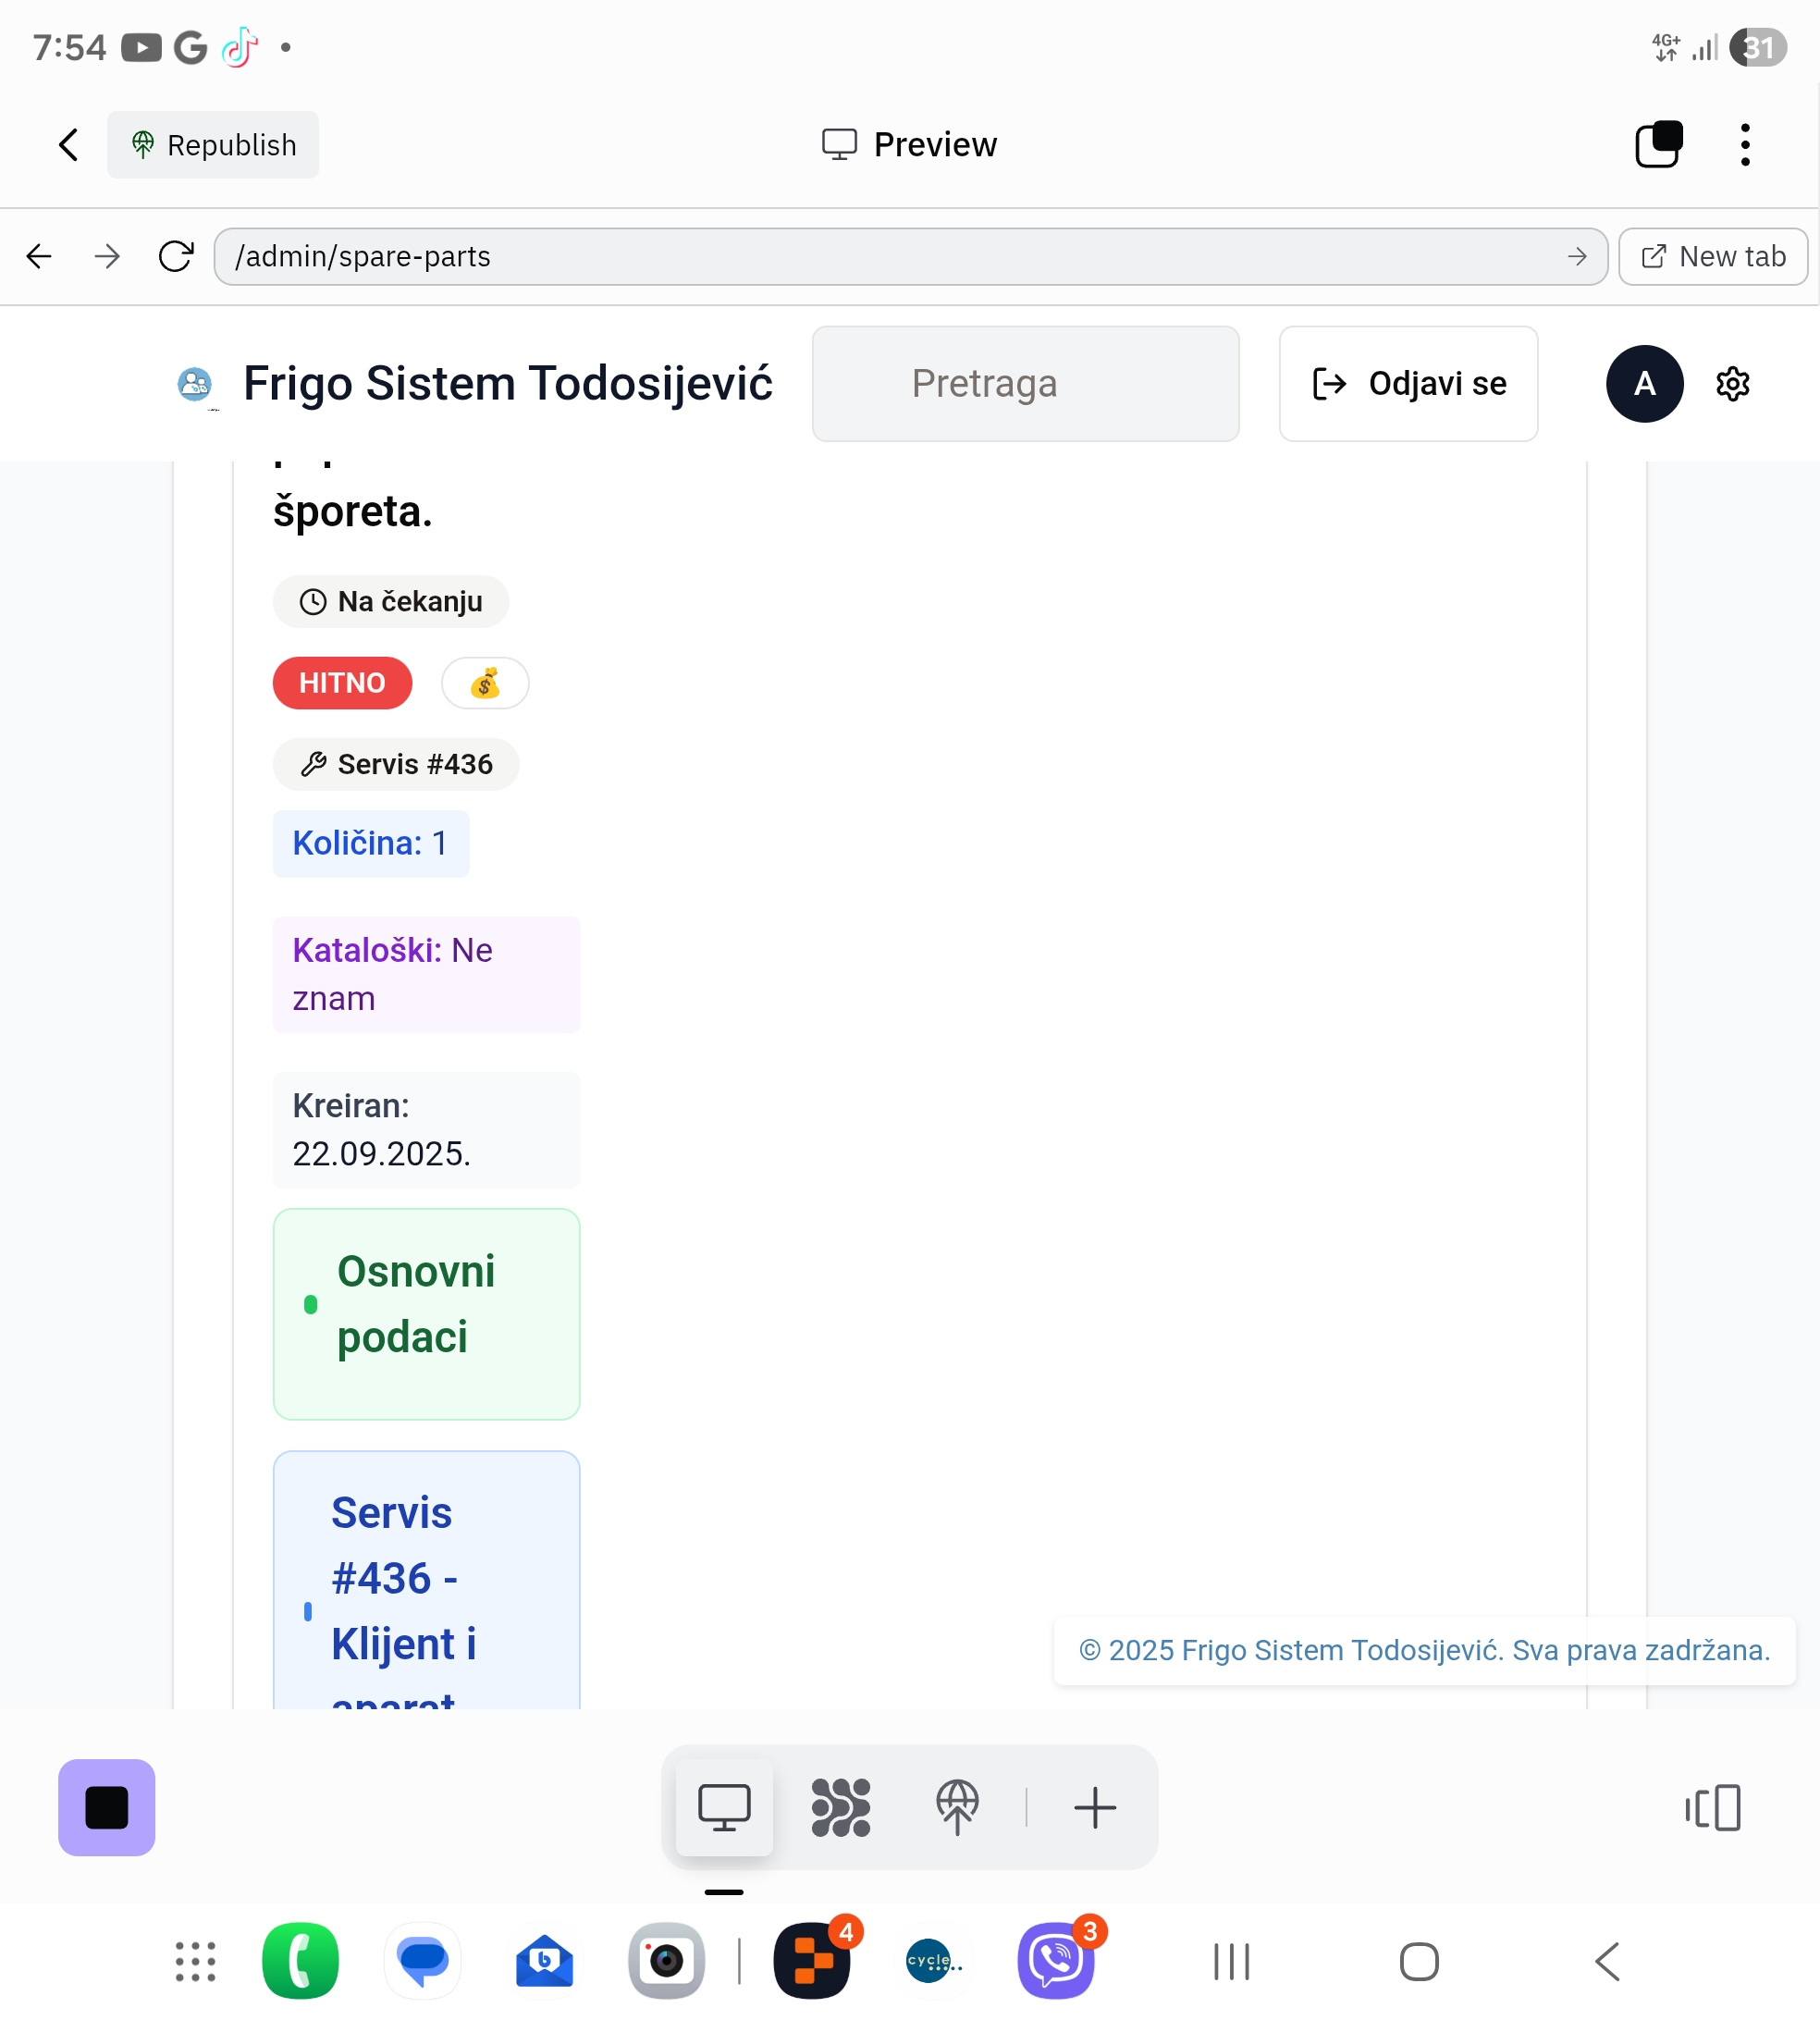 7:54
4G+
31
Republish
Preview
/admin/spare-parts
New tab
Frigo Sistem Todosijević
Pretraga
Odjavi se
A
šporeta.
Na čekanju
HITNO
Servis #436
Količina: 1
Kataloški: Ne
znam
Kreiran:
22.09.2025.
Osnovni
podaci
Servis
#436 -
Klijent i
aparat
© 2025 Frigo Sistem Todosijević. Sva prava zadržana.
4
cycle
3